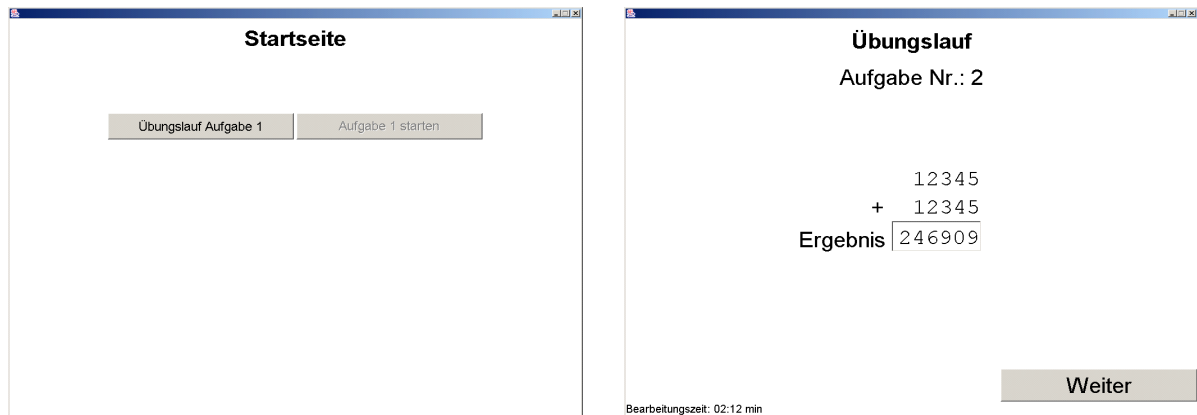 Startseite
Übungslauf Aufgabe 1
Aufgabe 1 starten
Übungslauf
Aufgabe Nr.: 2
12345
+ 12345
Ergebnis 246909
Weiter
Bearbeitungszeit: 02:12 min